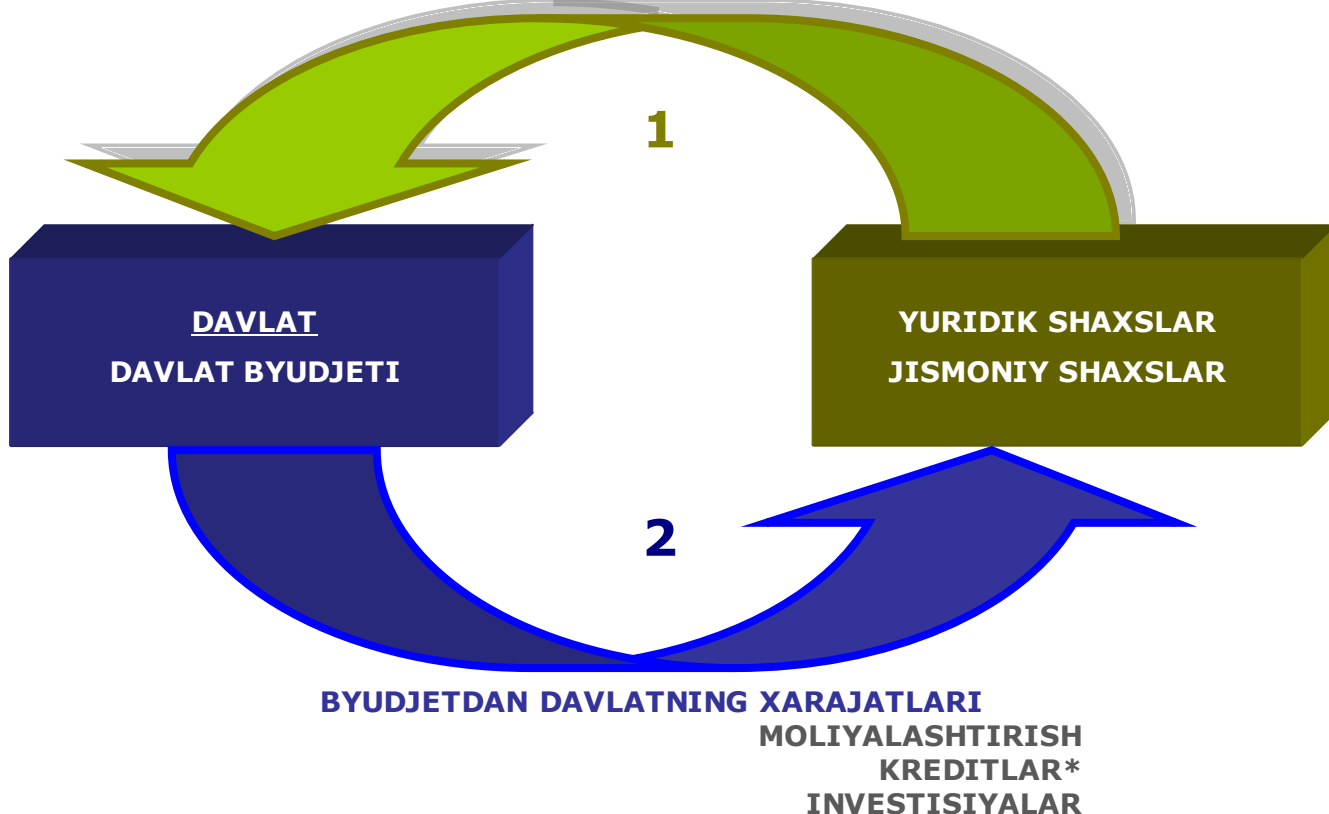 1
DAVLAT
DAVLAT BYUDJETI
YURIDIK SHAXSLAR
JISMONIY SHAXSLAR
2
BYUDJETDAN DAVLATNING XARAJATLARI
MOLIYALASHTIRISH
KREDITLAR*
INVESTISIYALAR